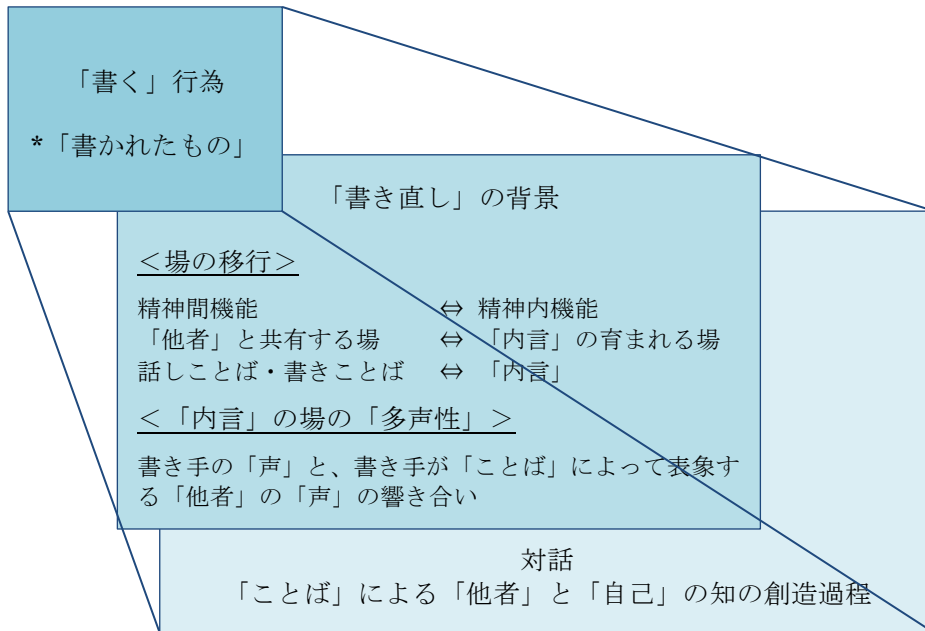 「書く」行為
*「書かれたもの」
「書き直し」の背景
＜場の移行＞
精神間機能 ⇔ 精神内機能
「他者」と共有する場 ⇔ 「内言」の育まれる場
話しことば・書きことば ⇔ 「内言」
＜「内言」の場の「多声性」＞
書き手の「声」と、書き手が「ことば」によって表象す
る「他者」の「声」の響き合い
対話
「ことば」による「他者」と「自己」の知の創造過程